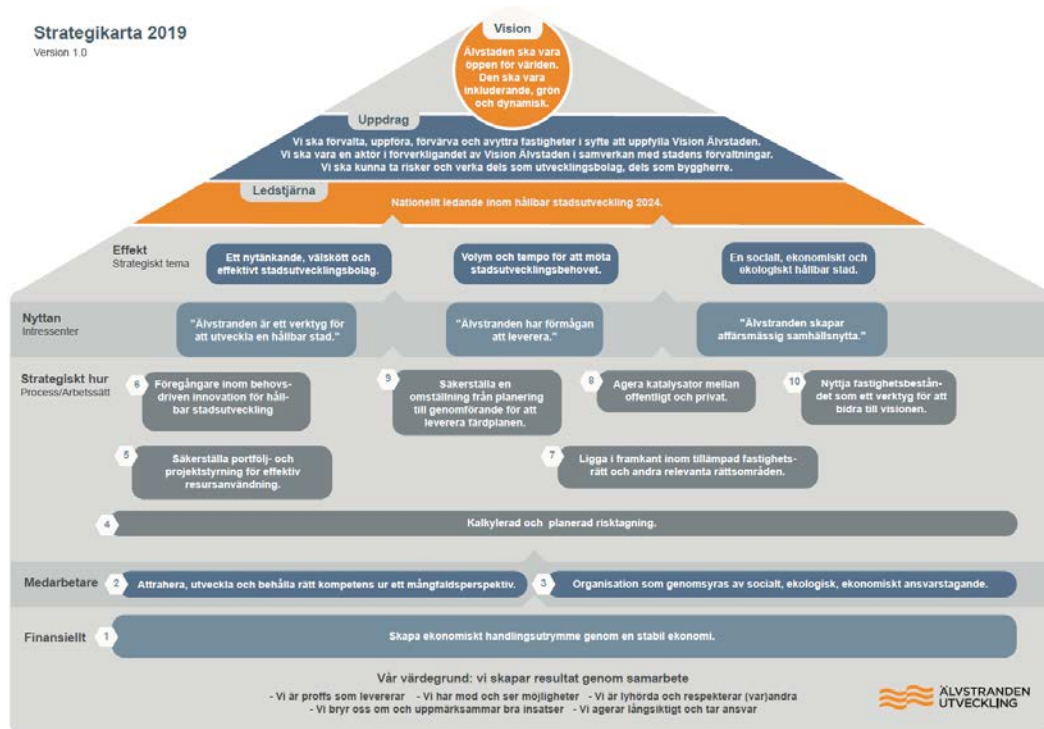 Strategikarta 2019
Version 1.0
Vision
Älvstaden ska vara
öppen för världen.
Den ska vara
inkluderande, grön
och dynamisk.
Uppdrag
Vi ska förvalta, uppföra, förvärva och avyttra fastigheter i syfte att uppfylla Vision Älvstaden.
Vi ska vara en aktör i förverkligandet av Vision Älvstaden i samverkan med stadens förvaltningar.
Vi ska kunna ta risker och verka dels som utvecklingsbolag, dels som byggherre.
Ledstjärna
Nationellt ledande inom hållbar stadsutveckling 2024.
Effekt
Strategiskt tema
Ett nytänkande, välskött och
effektivt stadsutvecklingsbolag.
Volym och tempo för att möta
stadsutvecklingsbehovet.
En socialt, ekonomiskt och
ekologiskt hållbar stad.
Nyttan
Intressenter
"Älvstranden är ett verktyg för
att utveckla en hållbar stad."
"Älvstranden har förmågan
att leverera."
"Älvstranden skapar
affärsmässig samhällsnytta."
Strategiskt hur
Process/Arbetssätt
6
Föregångare inom behovs-
driven innovation för håll-
bar stadsutveckling
9
Säkerställa en
omställning från planering
till genomförande för att
leverera färdplanen.
8
Agera katalysator mellan
offentligt och privat.
10
Nyttja fastighetsbestån-
det som ett verktyg för att
bidra till visionen.
5
Säkerställa portfölj- och
projektstyrning för effektiv
resursanvändning.
7
Ligga i framkant inom tillämpad fastighets-
rätt och andra relevanta rättsområden.
4
Kalkylerad och planerad risktagning.
Medarbetare
2
Attrahera, utveckla och behålla rätt kompetens ur ett mångfaldsperspektiv.
3
Organisation som genomsyras av socialt, ekologisk, ekonomiskt ansvarstagande.
Finansiellt
1
Skapa ekonomiskt handlingsutrymme genom en stabil ekonomi.
Vår värdegrund: vi skapar resultat genom samarbete
- Vi är proffs som levererar - Vi har mod och ser möjligheter - Vi är lyhörda och respekterar (var)andra
- Vi bryr oss om och uppmärksammar bra insatser - Vi agerar långsiktigt och tar ansvar
ÄLVSTRANDEN
UTVECKLING